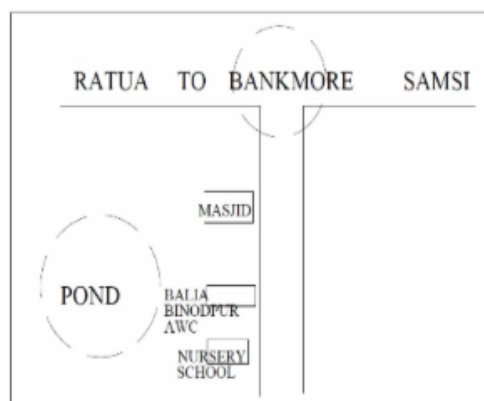 RATUA TO BANKMORE SAMSI
MASJID
POND
BALIA
BINODPUR
AWC
NURSERY
SCHOOL